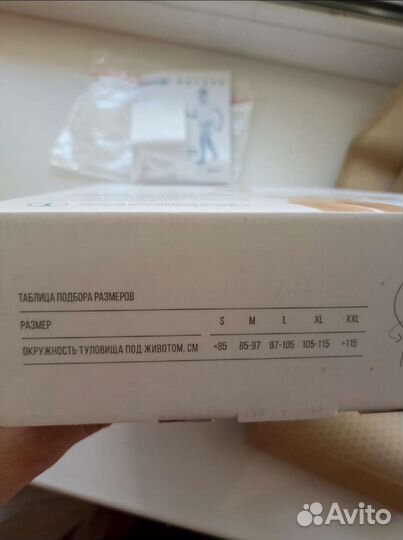 ТАБЛИЦА ПОДБОРА РАЗМЕРОВ
РАЗМЕР S M L XL XXL
ОКРУЖНОСТЬ ТУЛОВИЩА ПОД ЖИВОТОМ, СМ <85 85-97 97-105 105-115 >115
Avito